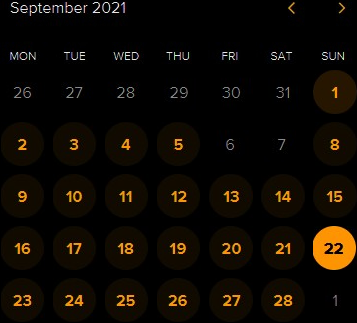 September 2021
MON TUE WED THU FRI SAT SUN
26 27 28 29 30 31 1
2 3 4 5 6 7 8
9 10 11 12 13 14 15
16 17 18 19 20 21 22
23 24 25 26 27 28 1